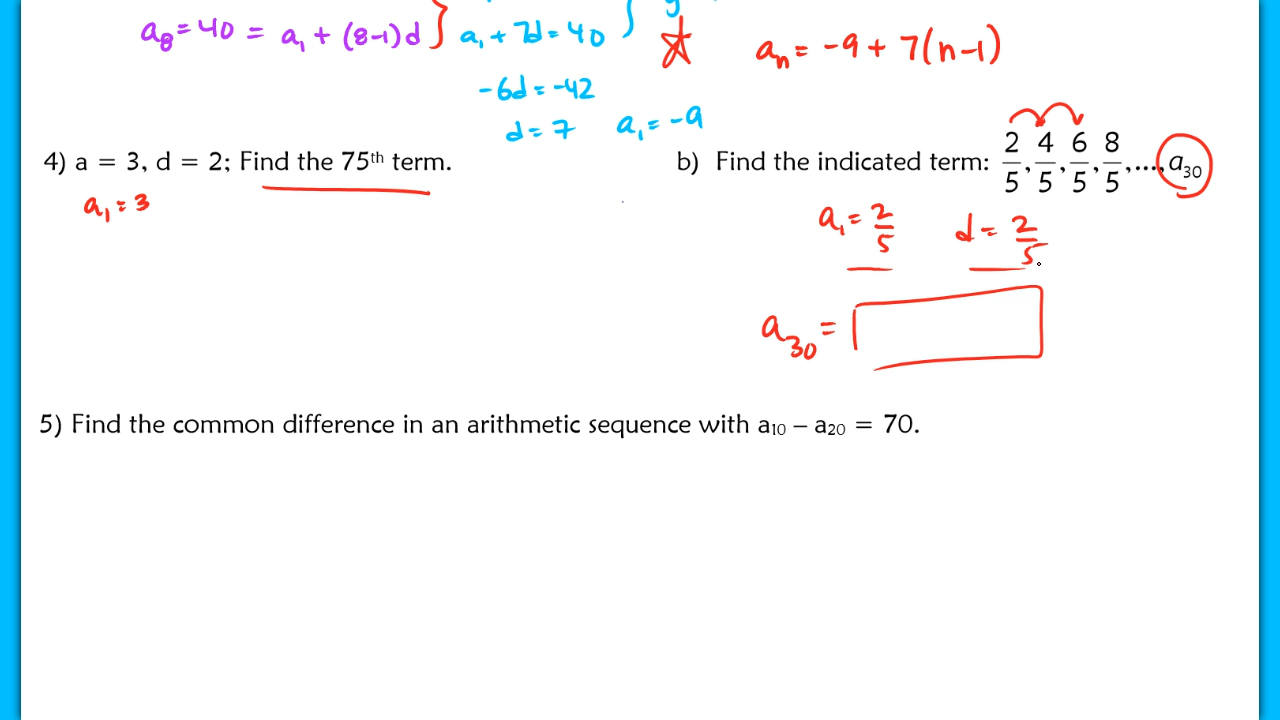 a8 = 40 = a1 + (8-1)d } a1 + 7d = 40 }
an = -9 + 7(n-1)
-6d = -42
d = 7 a1 = -9
4) a = 3, d = 2; Find the 75th term.
a1 = 3
b) Find the indicated term: 2/5, 4/5, 6/5, 8/5, ...., a30
a1 = 2/5 d = 2/5
a30 =
5) Find the common difference in an arithmetic sequence with a10 – a20 = 70.